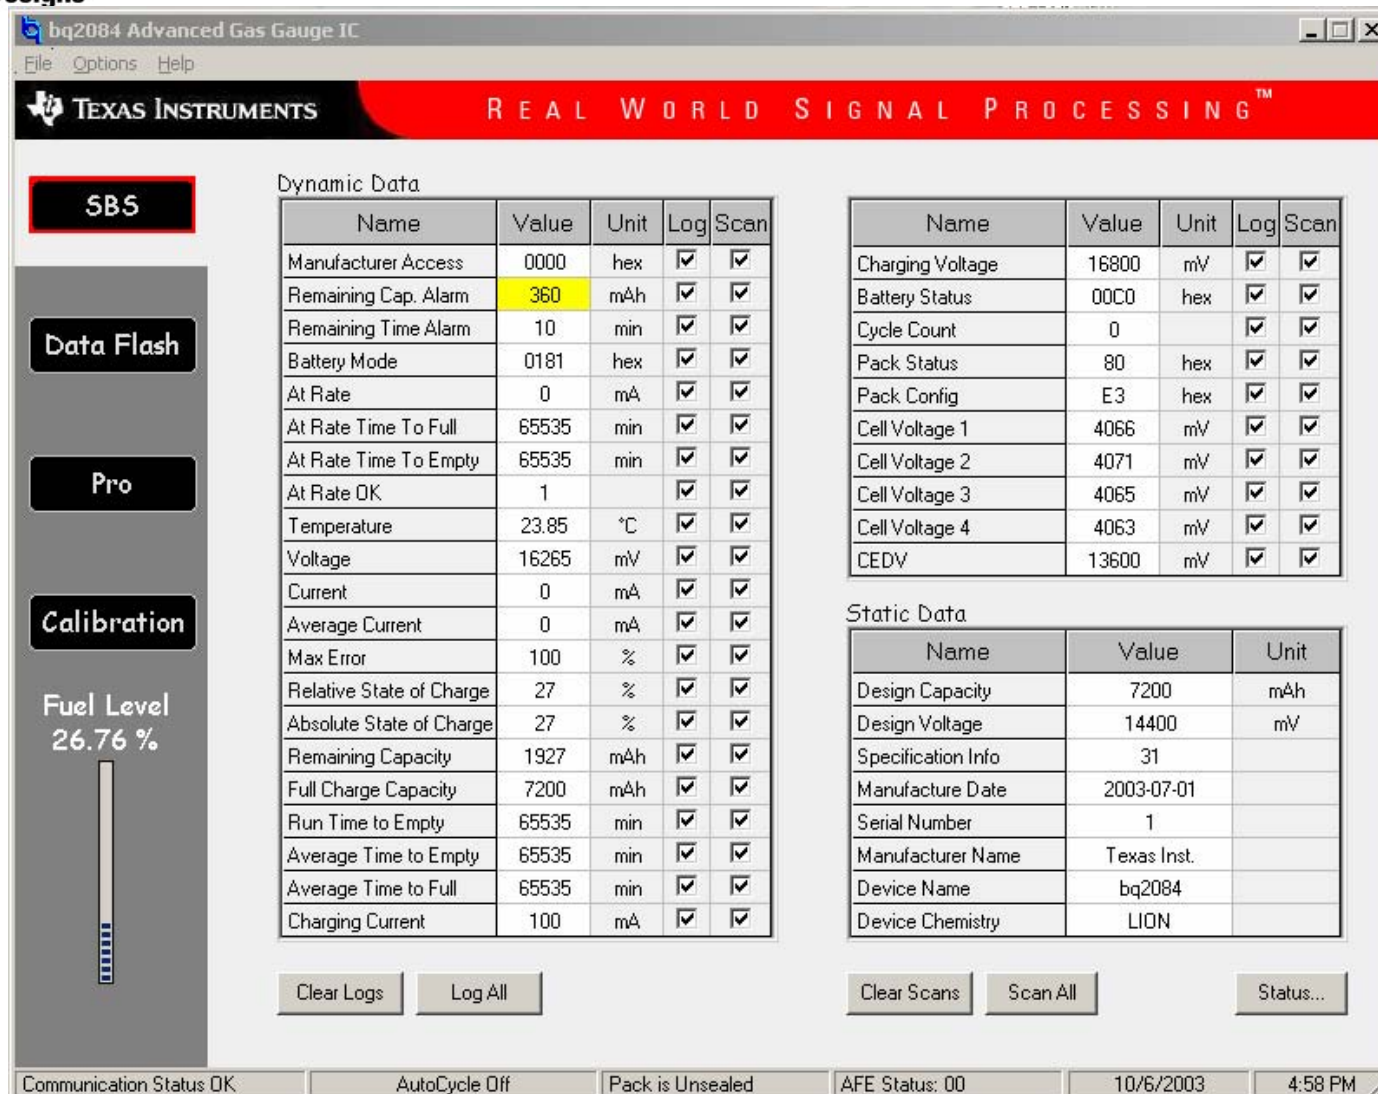 bq2084 Advanced Gas Gauge IC
File Options Help
TEXAS INSTRUMENTS
REAL WORLD SIGNAL PROCESSING™
SBS
Data Flash
Pro
Calibration
Fuel Level
26.76 %
Dynamic Data
Name Value Unit Log Scan
Manufacturer Access 0000 hex
Remaining Cap. Alarm 360 mAh
Remaining Time Alarm 10 min
Battery Mode 0181 hex
At Rate 0 mA
At Rate Time To Full 65535 min
At Rate Time To Empty 65535 min
At Rate OK 1
Temperature 23.85 °C
Voltage 16265 mV
Current 0 mA
Average Current 0 mA
Max Error 100 %
Relative State of Charge 27 %
Absolute State of Charge 27 %
Remaining Capacity 1927 mAh
Full Charge Capacity 7200 mAh
Run Time to Empty 65535 min
Average Time to Empty 65535 min
Average Time to Full 65535 min
Charging Current 100 mA
Clear Logs Log All
Name Value Unit Log Scan
Charging Voltage 16800 mV
Battery Status 00C0 hex
Cycle Count 0
Pack Status 80 hex
Pack Config E3 hex
Cell Voltage 1 4066 mV
Cell Voltage 2 4071 mV
Cell Voltage 3 4065 mV
Cell Voltage 4 4063 mV
CEDV 13600 mV
Static Data
Name Value Unit
Design Capacity 7200 mAh
Design Voltage 14400 mV
Specification Info 31
Manufacture Date 2003-07-01
Serial Number 1
Manufacturer Name Texas Inst.
Device Name bq2084
Device Chemistry LION
Clear Scans Scan All Status...
Communication Status OK AutoCycle Off Pack is Unsealed AFE Status: 00 10/6/2003 4:58 PM